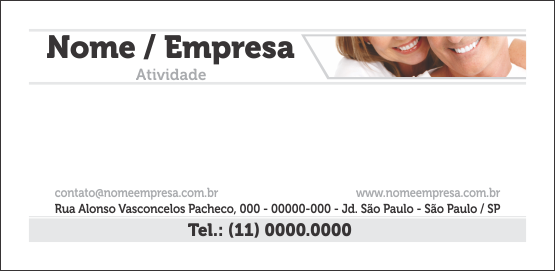 Nome / Empresa
Atividade
contato@nomeempresa.com.br www.nomeempresa.com.br
Rua Alonso Vasconcelos Pacheco, 000 - 00000-000 - Jd. São Paulo - São Paulo / SP
Tel.: (11) 0000.0000